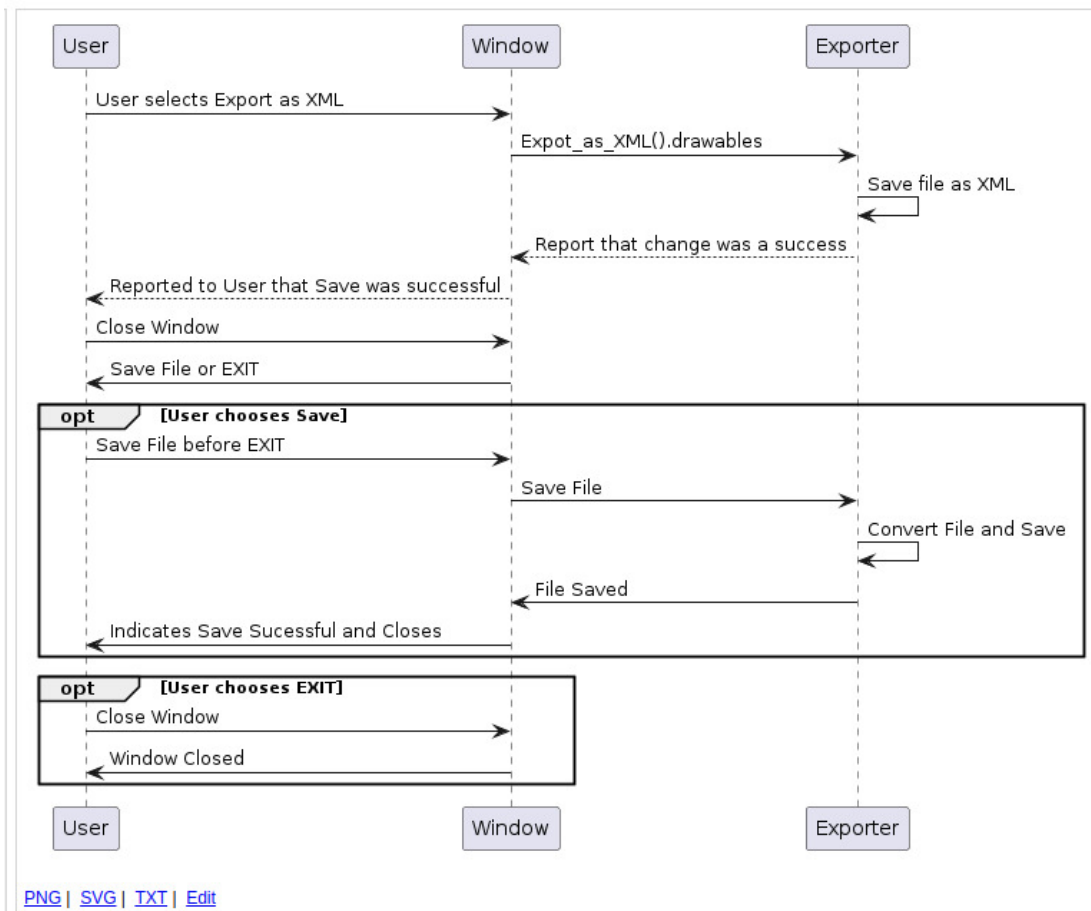 User Window Exporter
User selects Export as XML
Expot_as_XML().drawables
Save file as XML
Report that change was a success
Reported to User that Save was successful
Close Window
Save File or EXIT
opt [User chooses Save]
Save File before EXIT
Save File
Convert File and Save
File Saved
Indicates Save Sucessful and Closes
opt [User chooses EXIT]
Close Window
Window Closed
User Window Exporter
PNG | SVG | TXT | Edit